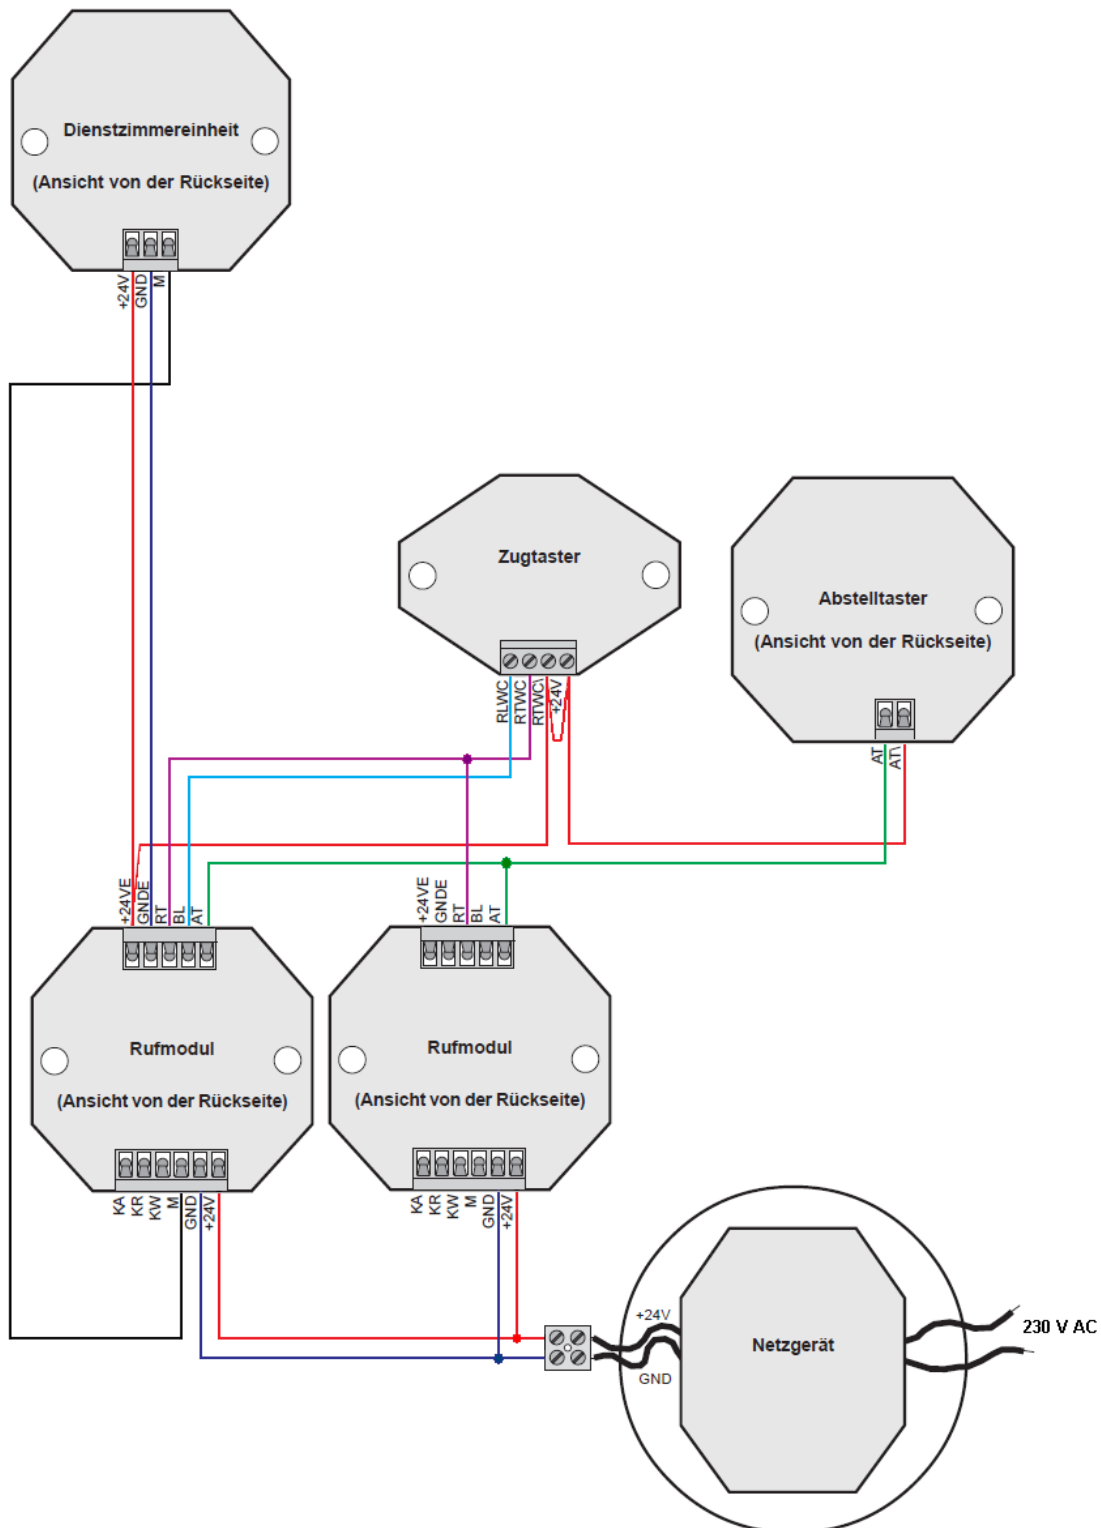 Dienstzimmereinheit
(Ansicht von der Rückseite)
+24V
GND
M
Zugtaster
RLWC
RTWC
RTWC\
+24V
Abstelltaster
(Ansicht von der Rückseite)
AT
AT\
+24VE
GNDE
RT
BL
AT
+24VE
GNDE
RT
BL
AT
Rufmodul
(Ansicht von der Rückseite)
Rufmodul
(Ansicht von der Rückseite)
KA
KR
KW
M
GND
+24V
KA
KR
KW
M
GND
+24V
+24V
GND
Netzgerät
230 V AC